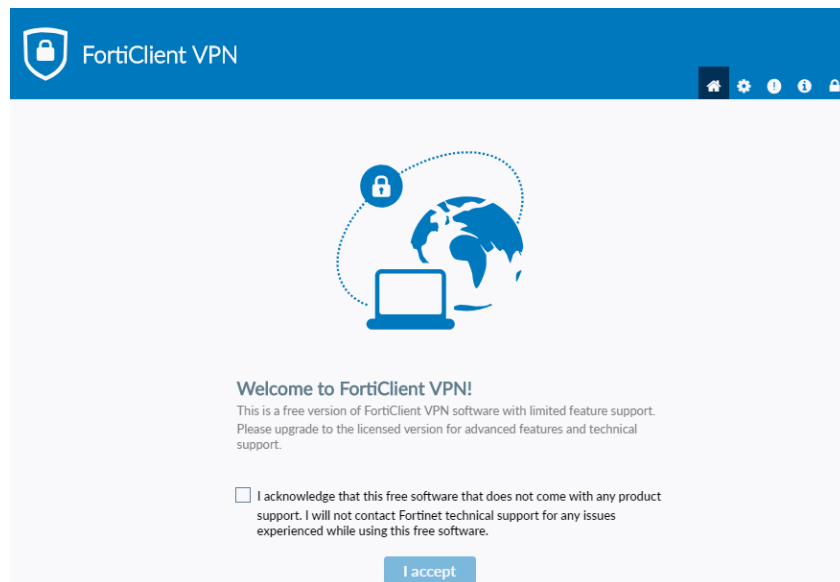 FortiClient VPN
Welcome to FortiClient VPN!
This is a free version of FortiClient VPN software with limited feature support.
Please upgrade to the licensed version for advanced features and technical
support.
I acknowledge that this free software that does not come with any product
support. I will not contact Fortinet technical support for any issues
experienced while using this free software.
I accept